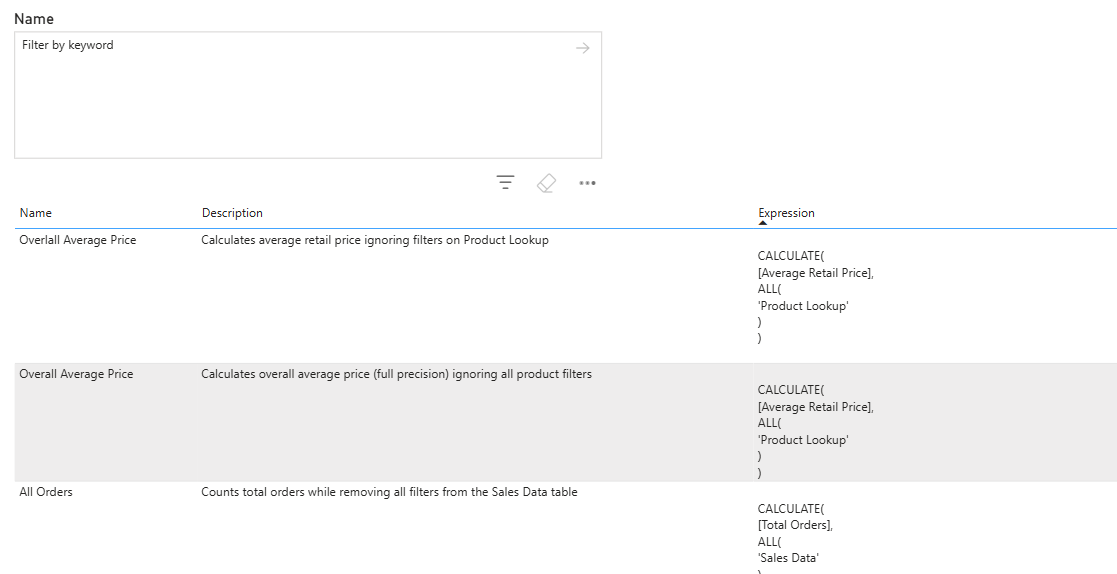 Name
Filter by keyword
Name Description Expression
Overlall Average Price Calculates average retail price ignoring filters on Product Lookup
CALCULATE(
[Average Retail Price],
ALL(
'Product Lookup'
)
)
Overall Average Price Calculates overall average price (full precision) ignoring all product filters
CALCULATE(
[Average Retail Price],
ALL(
'Product Lookup'
)
)
All Orders Counts total orders while removing all filters from the Sales Data table
CALCULATE(
[Total Orders],
ALL(
'Sales Data'
)